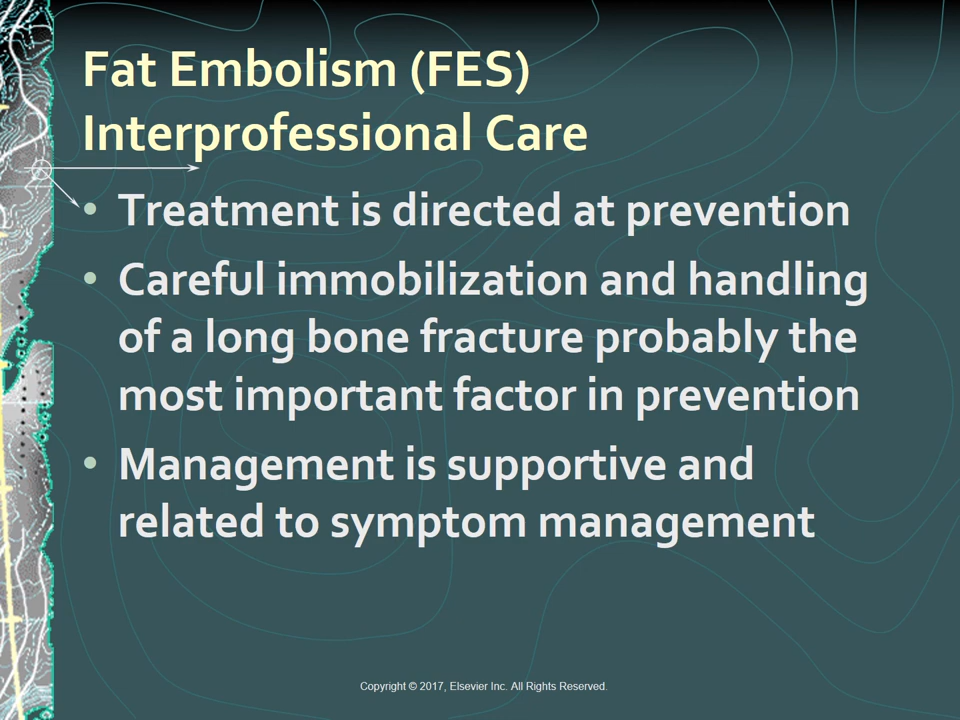 Fat Embolism (FES)
Interprofessional Care
• Treatment is directed at prevention
• Careful immobilization and handling
of a long bone fracture probably the
most important factor in prevention
• Management is supportive and
related to symptom management
Copyright © 2017, Elsevier Inc. All Rights Reserved.